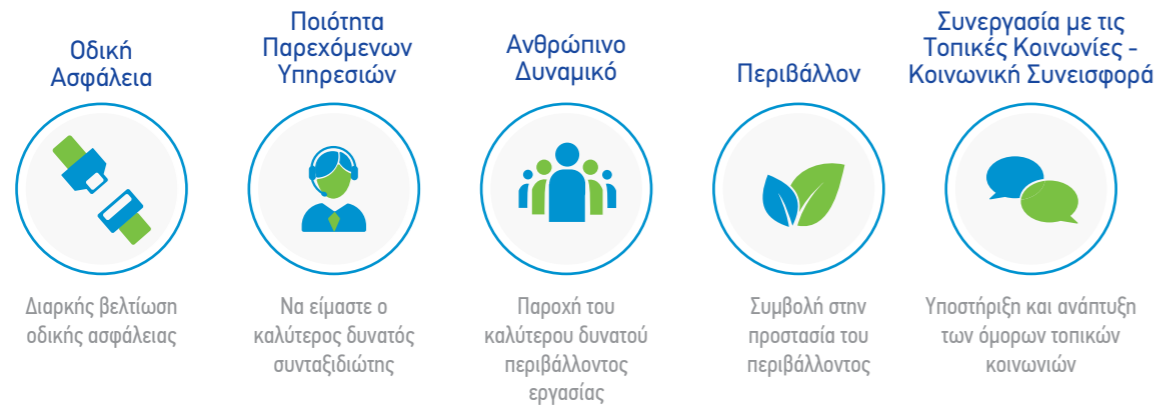 Οδική
Ασφάλεια
Διαρκής βελτίωση
οδικής ασφάλειας
Ποιότητα
Παρεχόμενων
Υπηρεσιών
Να είμαστε ο
καλύτερος δυνατός
συνταξιδιώτης
Ανθρώπινο
Δυναμικό
Παροχή του
καλύτερου δυνατού
περιβάλλοντος
εργασίας
Περιβάλλον
Συμβολή στην
προστασία του
περιβάλλοντος
Συνεργασία με τις
Τοπικές Κοινωνίες -
Κοινωνική Συνεισφορά
Υποστήριξη και ανάπτυξη
των όμορων τοπικών
κοινωνιών